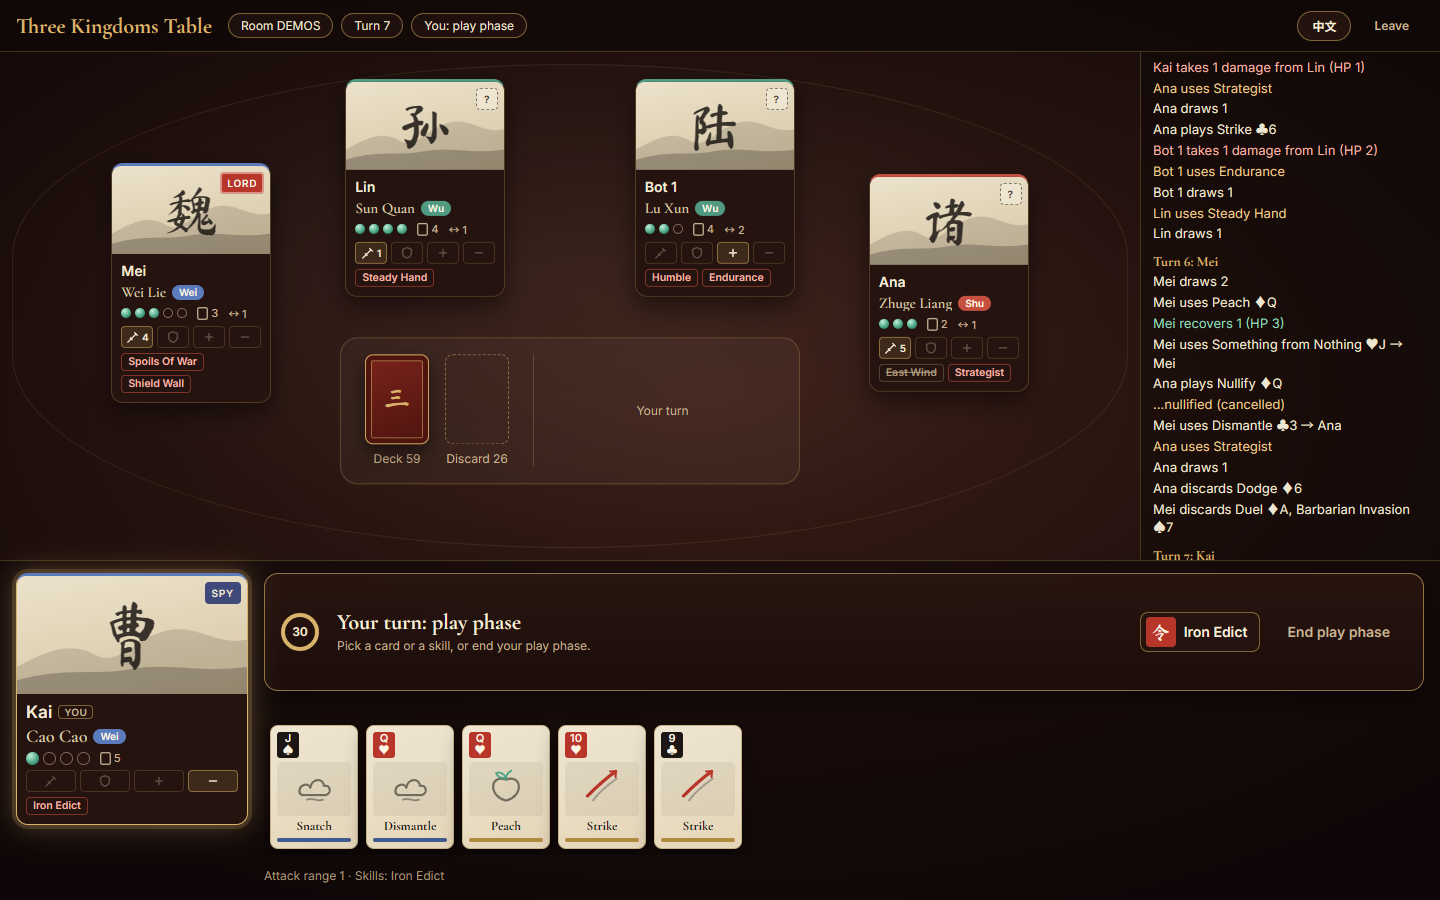 Three Kingdoms Table
Room DEMOS
Turn 7
You: play phase
中文
Leave
魏
LORD
Mei
Wei Lie Wei
3 1
4
Spoils Of War
Shield Wall
孙
?
Lin
Sun Quan Wu
4 1
1
Steady Hand
陆
?
Bot 1
Lu Xun Wu
4 2
Humble Endurance
诸
?
Ana
Zhuge Liang Shu
2 1
5
East Wind Strategist
三
Deck 59
Discard 26
Your turn
Kai takes 1 damage from Lin (HP 1)
Ana uses Strategist
Ana draws 1
Ana plays Strike ♣6
Bot 1 takes 1 damage from Lin (HP 2)
Bot 1 uses Endurance
Bot 1 draws 1
Lin uses Steady Hand
Lin draws 1
Turn 6: Mei
Mei draws 2
Mei uses Peach ♦Q
Mei recovers 1 (HP 3)
Mei uses Something from Nothing ♥J →
Mei
Ana plays Nullify ♦Q
...nullified (cancelled)
Mei uses Dismantle ♣3 → Ana
Ana uses Strategist
Ana draws 1
Ana discards Dodge ♦6
Mei discards Duel ♦A, Barbarian Invasion
♠7
Turn 7: Kai
曹
SPY
Kai YOU
Cao Cao Wei
5
Iron Edict
30
Your turn: play phase
Pick a card or a skill, or end your play phase.
令 Iron Edict
End play phase
J
♠
Snatch
Q
♥
Dismantle
Q
♥
Peach
10
♥
Strike
9
♣
Strike
Attack range 1 · Skills: Iron Edict